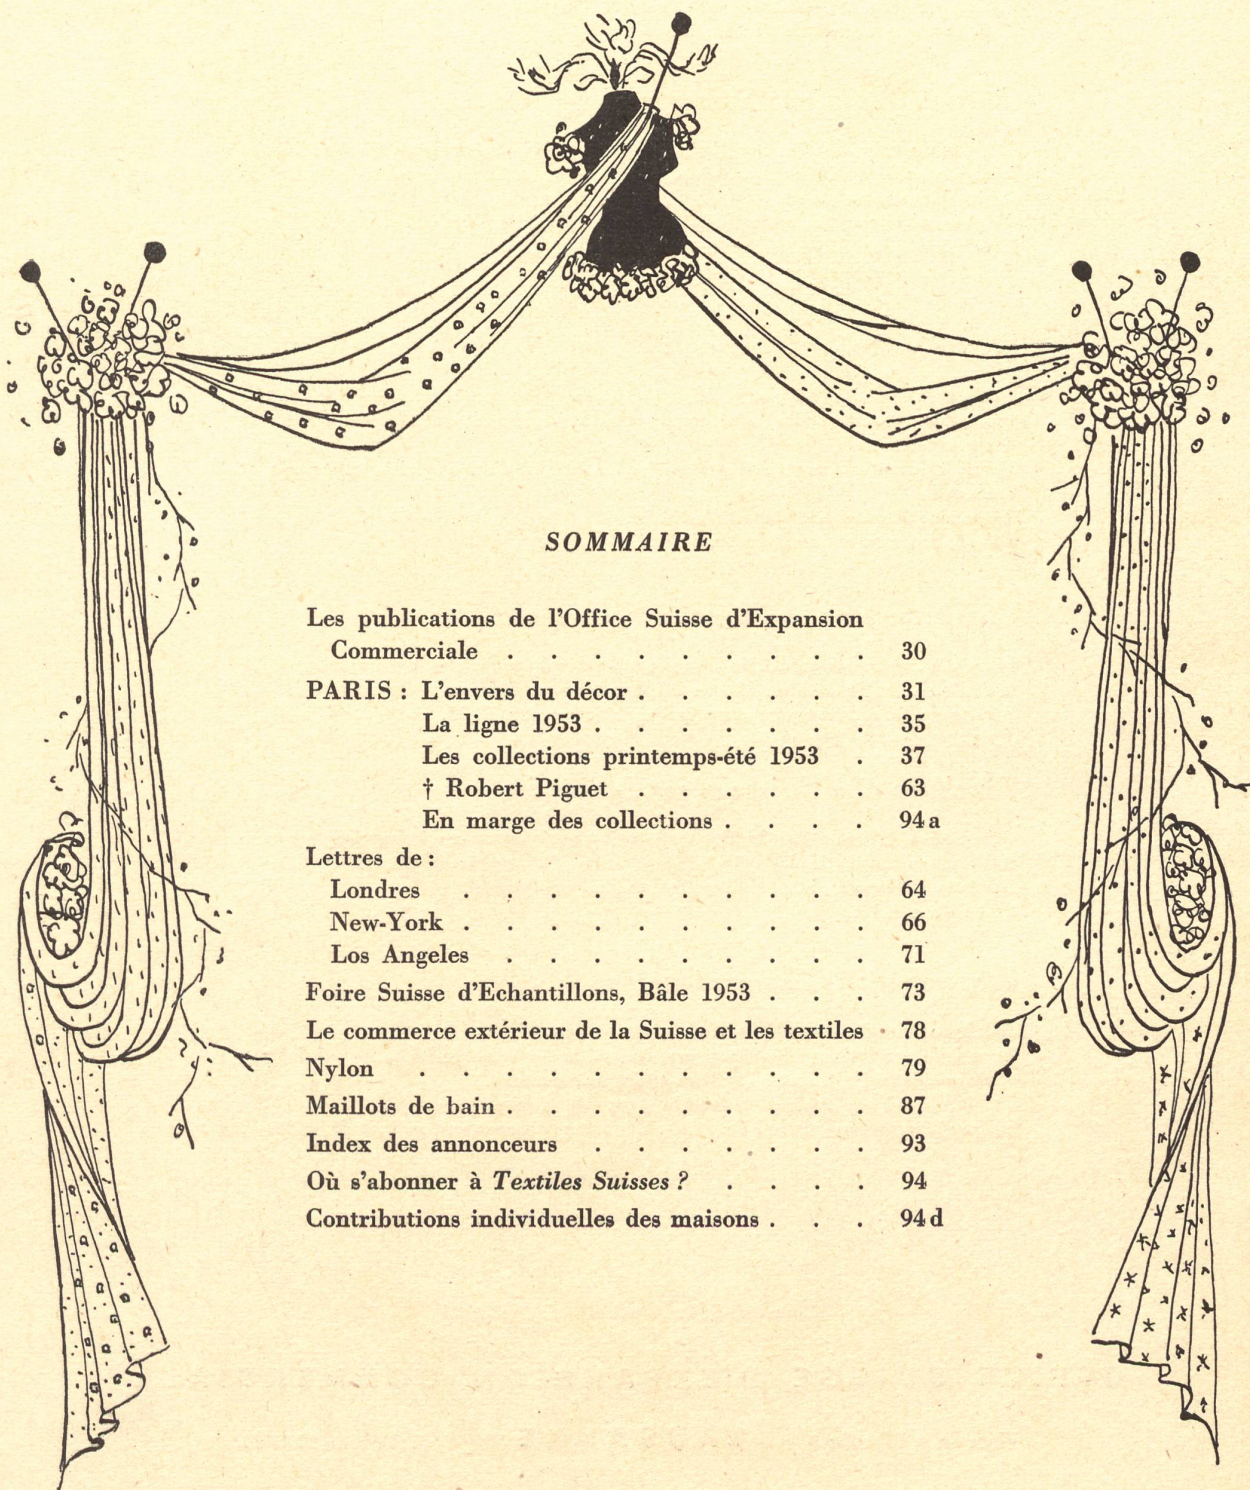 SOMMAIRE
Les publications de l'Office Suisse d'Expansion
Commerciale . . . . . . . . . 30
PARIS : L'envers du décor . . . . . . 31
La ligne 1953 . . . . . . . 35
Les collections printemps-été 1953 . 37
† Robert Piguet . . . . . . 63
En marge des collections . . . . 94a
Lettres de :
Londres . . . . . . . . . . 64
New-York . . . . . . . . . . 66
Los Angeles . . . . . . . . . 71
Foire Suisse d'Echantillons, Bâle 1953 . . . 73
Le commerce extérieur de la Suisse et les textiles . 78
Nylon . . . . . . . . . . . 79
Maillots de bain . . . . . . . . . 87
Index des annonceurs . . . . . . . 93
Où s'abonner à Textiles Suisses ? . . . . 94
Contributions individuelles des maisons . . . 94d